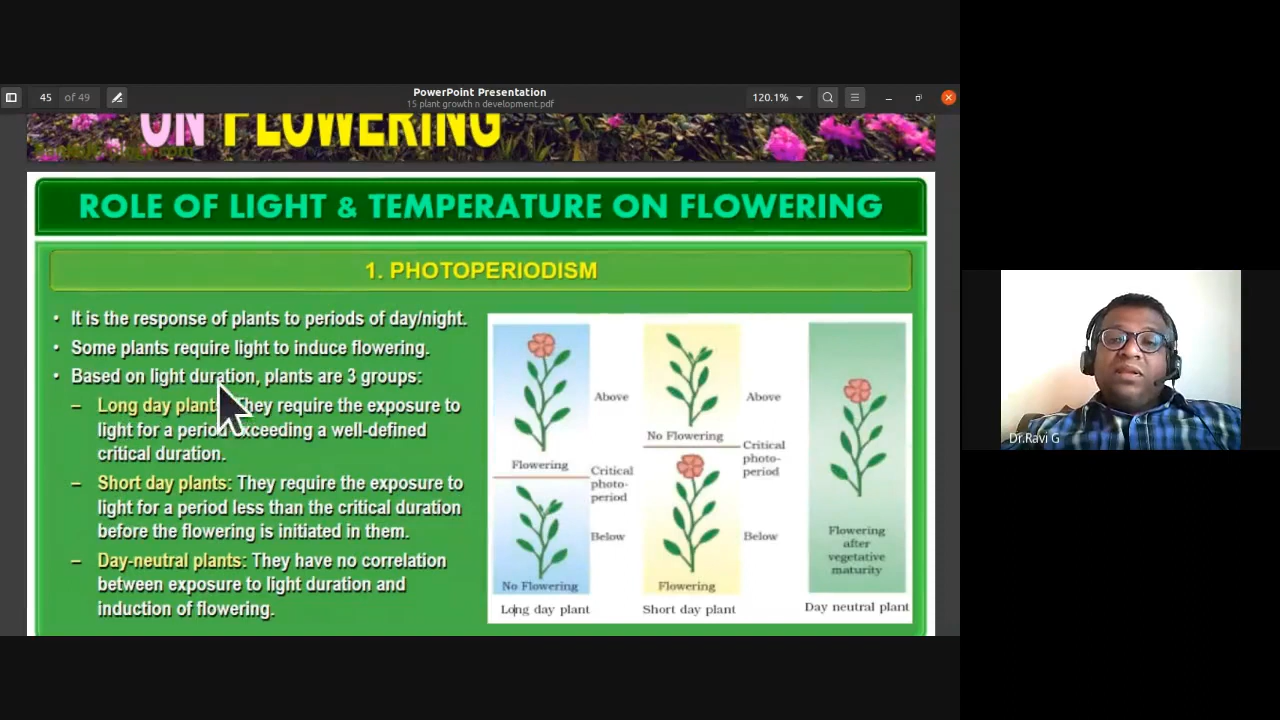 PowerPoint Presentation
45 of 49
15 plant growth n development.pdf
120.1%
ON FLOWERING
ROLE OF LIGHT & TEMPERATURE ON FLOWERING
1. PHOTOPERIODISM
• It is the response of plants to periods of day/night.
• Some plants require light to induce flowering.
• Based on light duration, plants are 3 groups:
– Long day plant They require the exposure to
light for a period exceeding a well-defined
critical duration.
– Short day plants: They require the exposure to
light for a period less than the critical duration
before the flowering is initiated in them.
– Day-neutral plants: They have no correlation
between exposure to light duration and
induction of flowering.
Above
Flowering
Critical
photo-
period
Below
No Flowering
Long day plant
Above
No Flowering
Critical
photo-
period
Below
Flowering
Short day plant
Flowering
after
vegetative
maturity
Day neutral plant
Dr.Ravi G